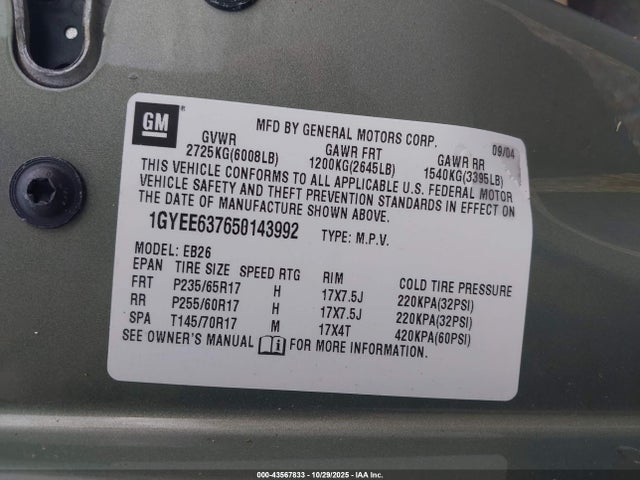 GM ®
MFD BY GENERAL MOTORS CORP. 09/04
GVWR GAWR FRT GAWR RR
2725KG(6008LB) 1200KG(2645LB) 1540KG(3395LB)
THIS VEHICLE CONFORMS TO ALL APPLICABLE U.S. FEDERAL MOTOR
VEHICLE SAFETY AND THEFT PREVENTION STANDARDS IN EFFECT ON
THE DATE OF MANUFACTURE SHOWN ABOVE.
1GYEE637650143992 TYPE: M.P.V.
MODEL: EB26
EPAN TIRE SIZE SPEED RTG RIM COLD TIRE PRESSURE
FRT P235/65R17 H 17X7.5J 220KPA(32PSI)
RR P255/60R17 H 17X7.5J 220KPA(32PSI)
SPA T145/70R17 M 17X4T 420KPA(60PSI)
SEE OWNER'S MANUAL FOR MORE INFORMATION.
000-43567833 - 10/29/2025 - IAA Inc.